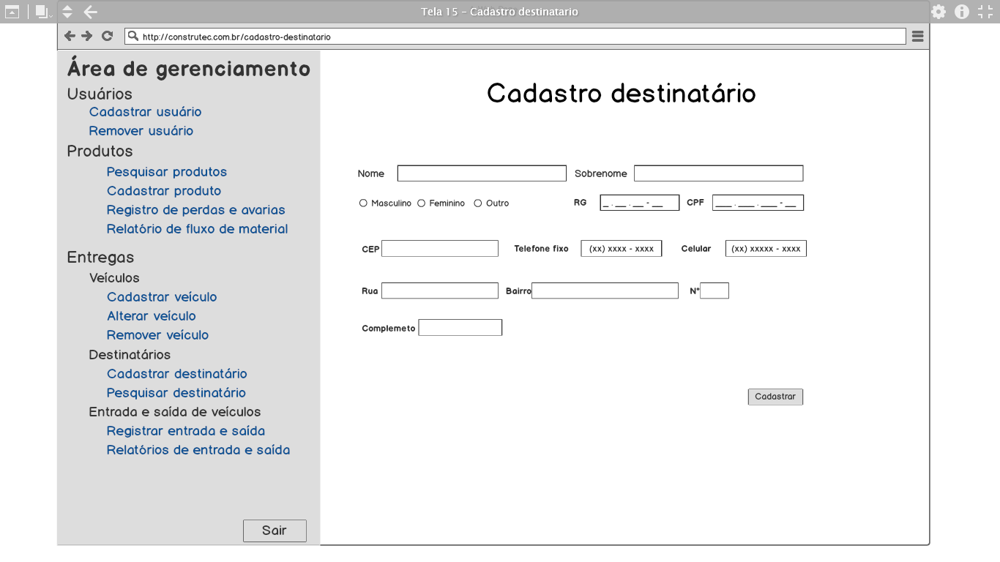 Tela 15 - Cadastro destinatario
http://construtec.com.br/cadastro-destinatario
Área de gerenciamento
Usuários
Cadastrar usuário
Remover usuário
Produtos
Pesquisar produtos
Cadastrar produto
Registro de perdas e avarias
Relatório de fluxo de material
Entregas
Veículos
Cadastrar veículo
Alterar veículo
Remover veículo
Destinatários
Cadastrar destinatário
Pesquisar destinatário
Entrada e saída de veículos
Registrar entrada e saída
Relatórios de entrada e saída
Sair
Cadastro destinatário
Nome Sobrenome
Masculino Feminino Outro RG _ . __ . __ - __ CPF ___ . ___ . ___ - __
CEP Telefone fixo (xx) xxxx - xxxx Celular (xx) xxxxx - xxxx
Rua Bairro N°
Complemeto
Cadastrar